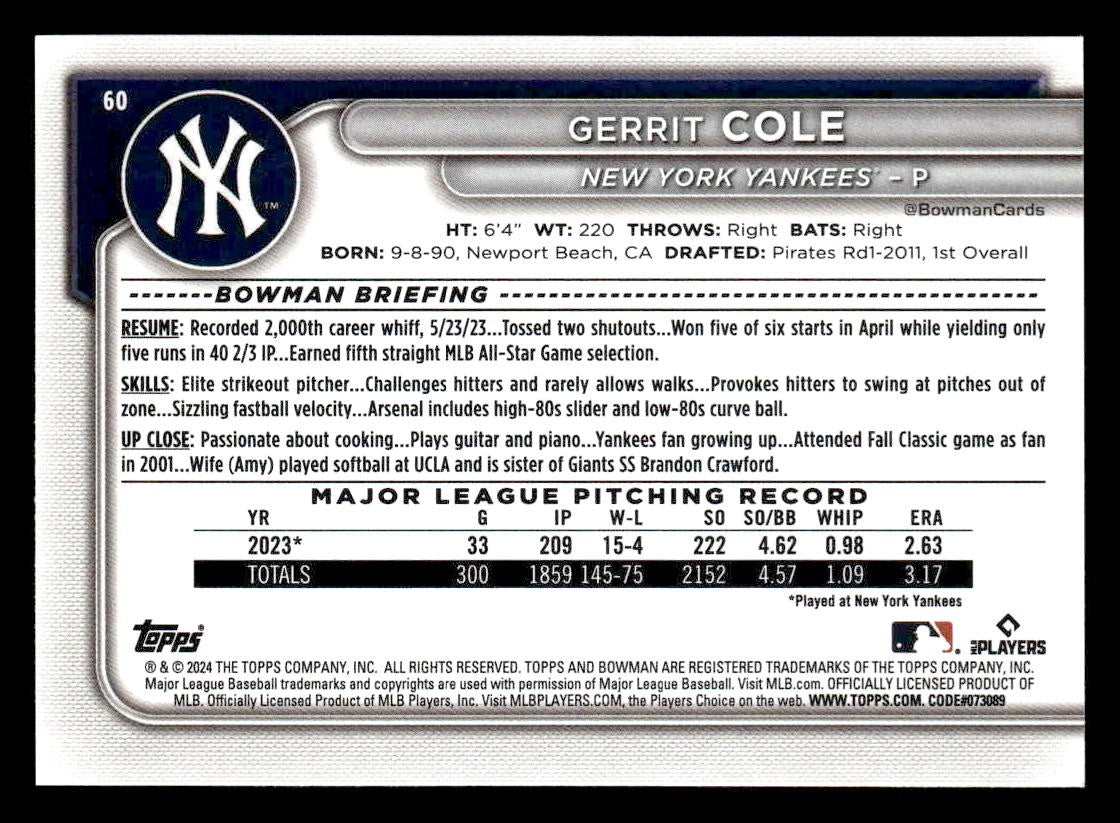 60
NY
TM
GERRIT COLE
NEW YORK YANKEES® – P
@BowmanCards
HT: 6'4" WT: 220 THROWS: Right BATS: Right
BORN: 9-8-90, Newport Beach, CA DRAFTED: Pirates Rd1-2011, 1st Overall
BOWMAN BRIEFING
RESUME: Recorded 2,000th career whiff, 5/23/23...Tossed two shutouts...Won five of six starts in April while yielding only
five runs in 40 2/3 IP...Earned fifth straight MLB All-Star Game selection.
SKILLS: Elite strikeout pitcher...Challenges hitters and rarely allows walks...Provokes hitters to swing at pitches out of
zone...Sizzling fastball velocity...Arsenal includes high-80s slider and low-80s curve ball.
UP CLOSE: Passionate about cooking...Plays guitar and piano...Yankees fan growing up...Attended Fall Classic game as fan
in 2001...Wife (Amy) played softball at UCLA and is sister of Giants SS Brandon Crawford.
MAJOR LEAGUE PITCHING RECORD
YR G IP W-L SO SO/BB WHIP ERA
2023* 33 209 15-4 222 4.62 0.98 2.63
TOTALS 300 1859 145-75 2152 4.57 1.09 3.17
*Played at New York Yankees
Topps® MLB PLAYERS
® & © 2024 THE TOPPS COMPANY, INC. ALL RIGHTS RESERVED. TOPPS AND BOWMAN ARE REGISTERED TRADEMARKS OF THE TOPPS COMPANY, INC.
Major League Baseball trademarks and copyrights are used with permission of Major League Baseball. Visit MLB.com. OFFICIALLY LICENSED PRODUCT OF
MLB. Officially Licensed Product of MLB Players, Inc. Visit MLBPLAYERS.COM, the Players Choice on the web. WWW.TOPPS.COM. CODE#073089